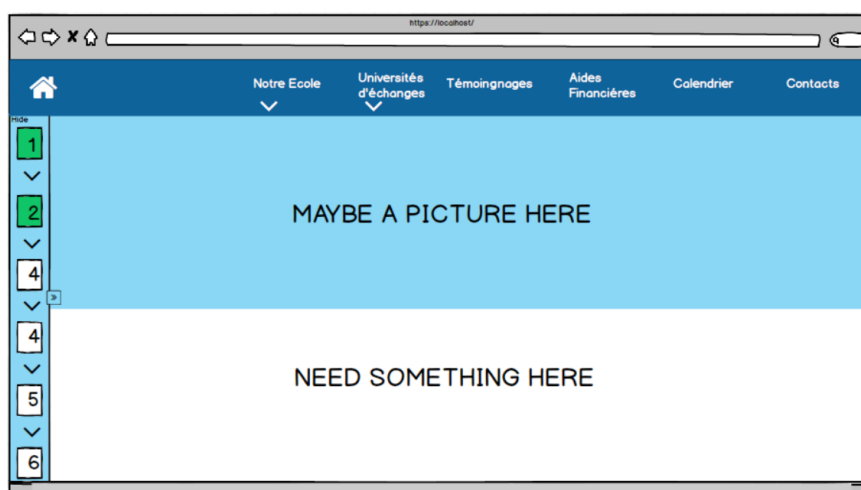 https://localhost/
Notre Ecole
Universités
d'échanges
Témoingnages
Aides
Financiéres
Calendrier
Contacts
Hide
1
2
4
4
5
6
MAYBE A PICTURE HERE
NEED SOMETHING HERE